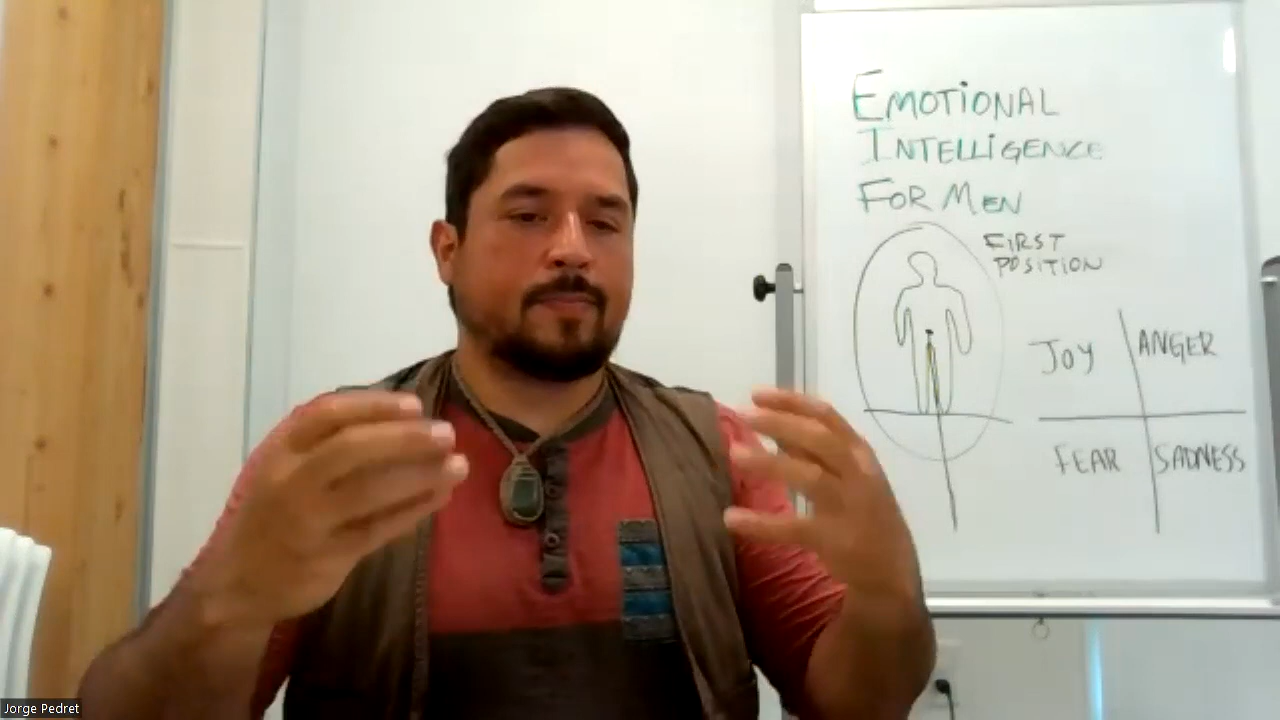 EMOTIONAL
INTELLIGENCE
FOR MEN
FIRST
POSITION
JOY
ANGER
FEAR
SADNESS
Jorge Pedret